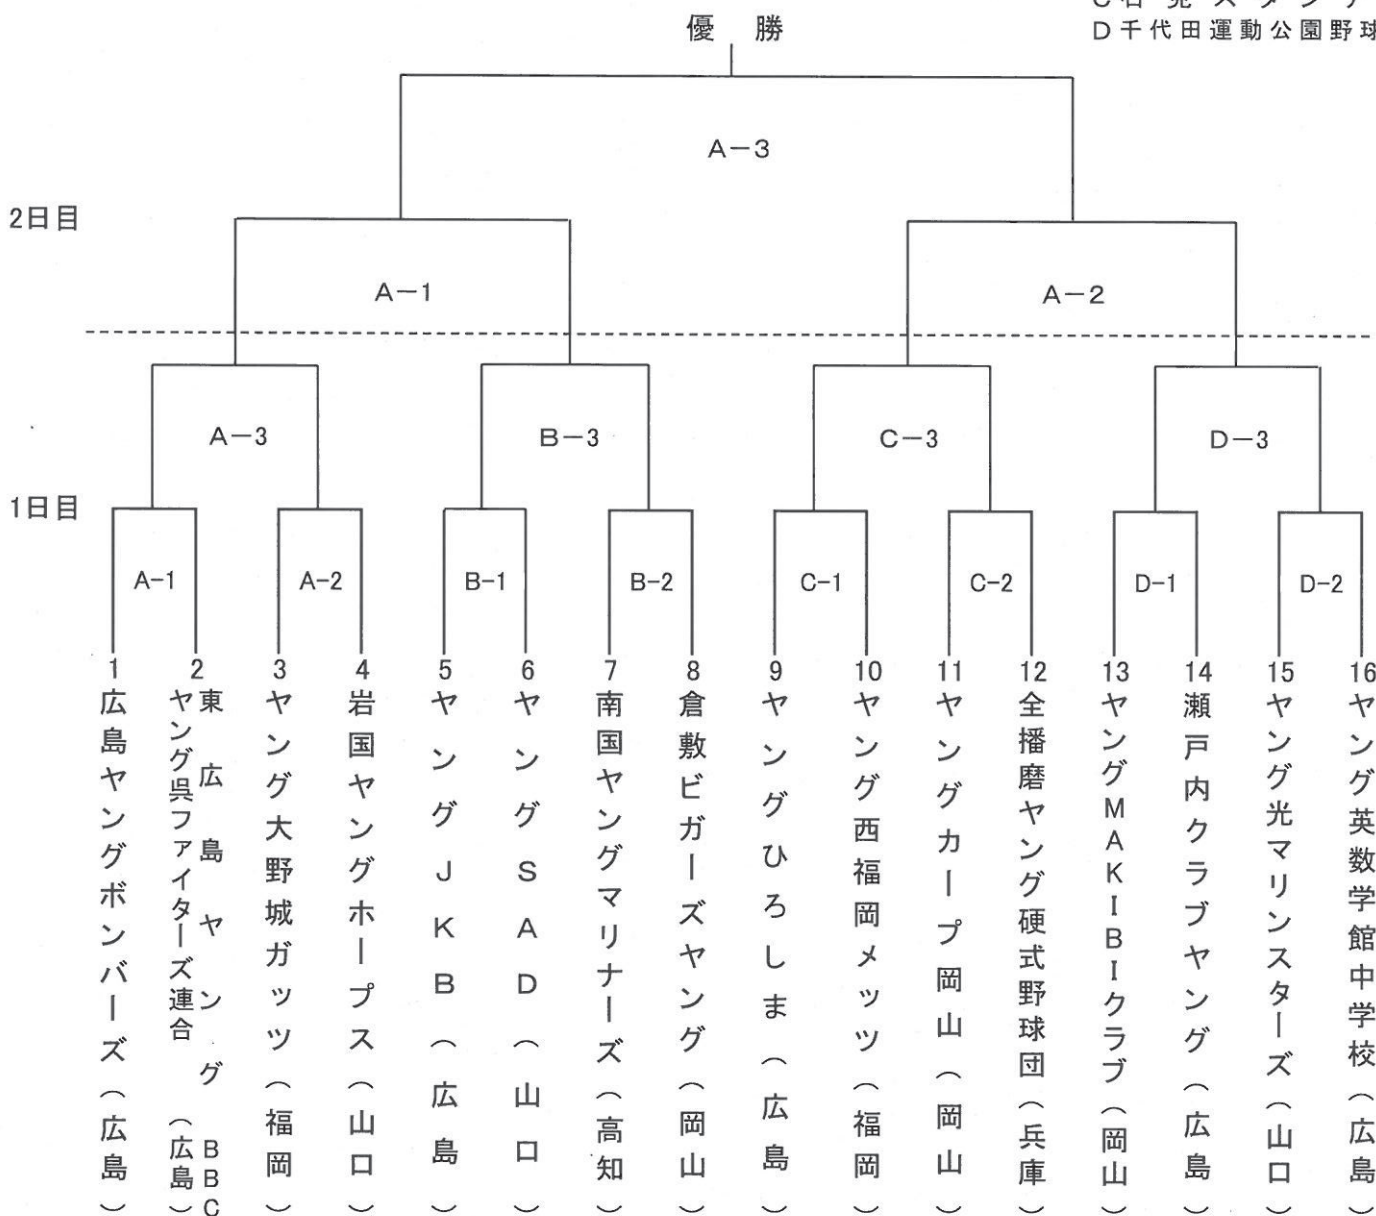 D千代田運動公園野球
優勝
A－3
2日目
A－1
A－2
A－3
B－3
C－3
D－3
1日目
A-1
A-2
B-1
B-2
C-1
C-2
D-1
D-2
1
2
3
4
5
6
7
8
9
10
11
12
13
14
15
16
広島ヤングボンバーズ（広島）
東広島ヤングBBC
ヤング呉ファイターズ連合（広島）
ヤング大野城ガッツ（福岡）
岩国ヤングホープス（山口）
ヤングJKB（広島）
ヤングSAD（山口）
南国ヤングマリナーズ（高知）
倉敷ビガーズヤング（岡山）
ヤングひろしま（広島）
ヤング西福岡メッツ（福岡）
ヤングカープ岡山（岡山）
全播磨ヤング硬式野球団（兵庫）
ヤングMAKIBIクラブ（岡山）
瀬戸内クラブヤング（広島）
ヤング光マリンスターズ（山口）
ヤング英数学館中学校（広島）